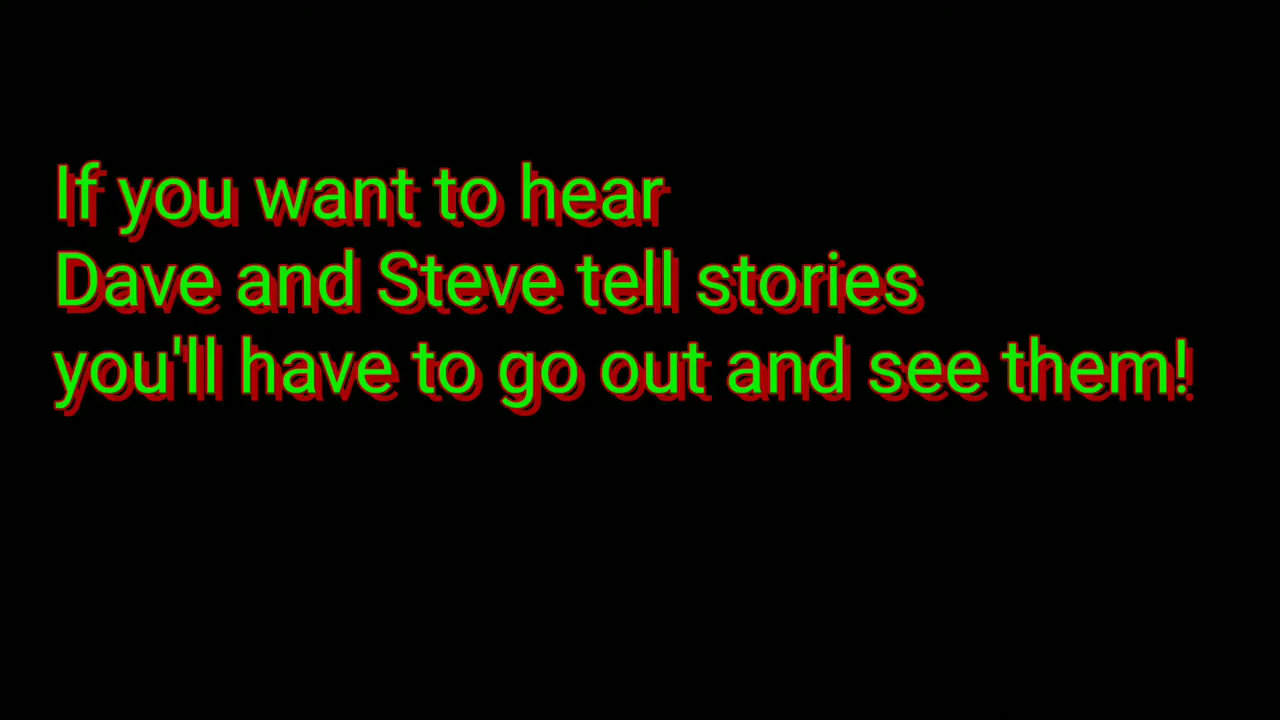 If you want to hear
Dave and Steve tell stories
you'll have to go out and see them!